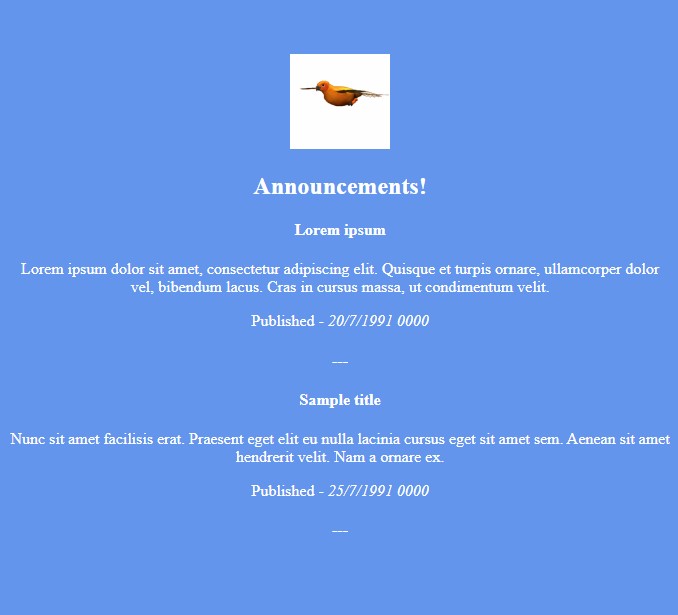 Announcements!
Lorem ipsum
Lorem ipsum dolor sit amet, consectetur adipiscing elit. Quisque et turpis ornare, ullamcorper dolor
vel, bibendum lacus. Cras in cursus massa, ut condimentum velit.
Published - 20/7/1991 0000
---
Sample title
Nunc sit amet facilisis erat. Praesent eget elit eu nulla lacinia cursus eget sit amet sem. Aenean sit amet
hendrerit velit. Nam a ornare ex.
Published - 25/7/1991 0000
---